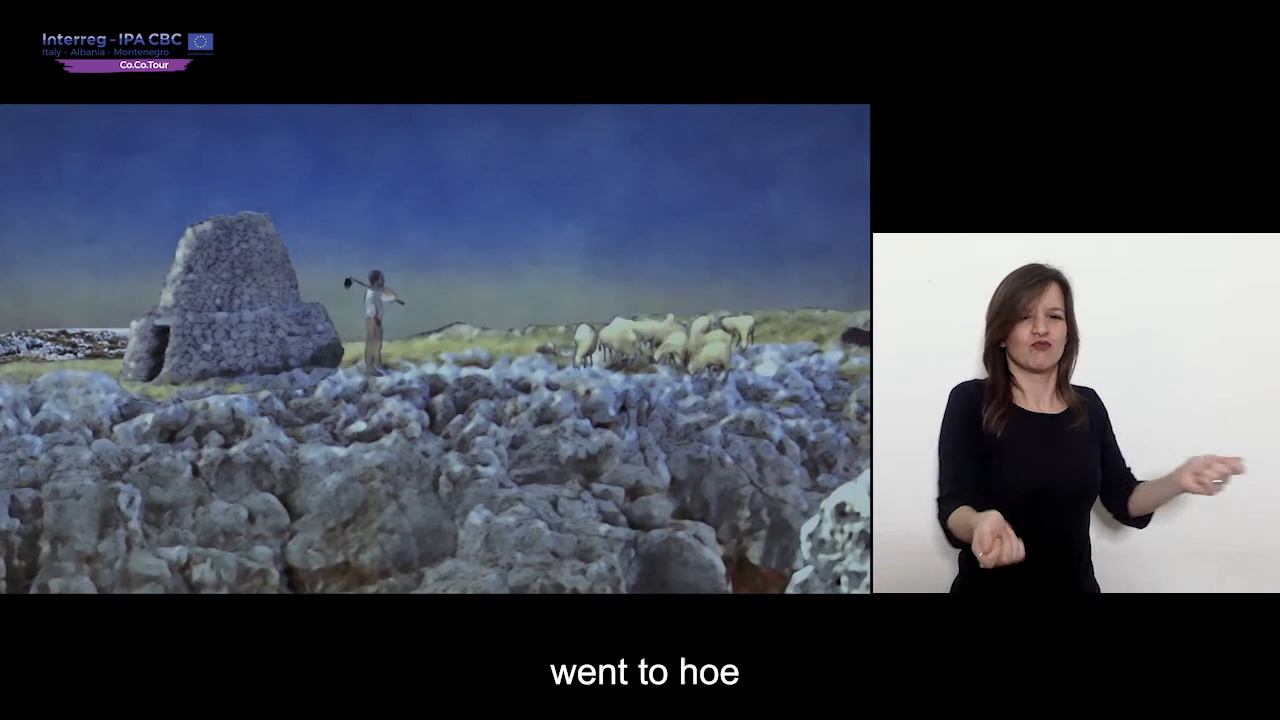 Interreg - IPA CBC
Italy - Albania - Montenegro
Co.Co.Tour
went to hoe